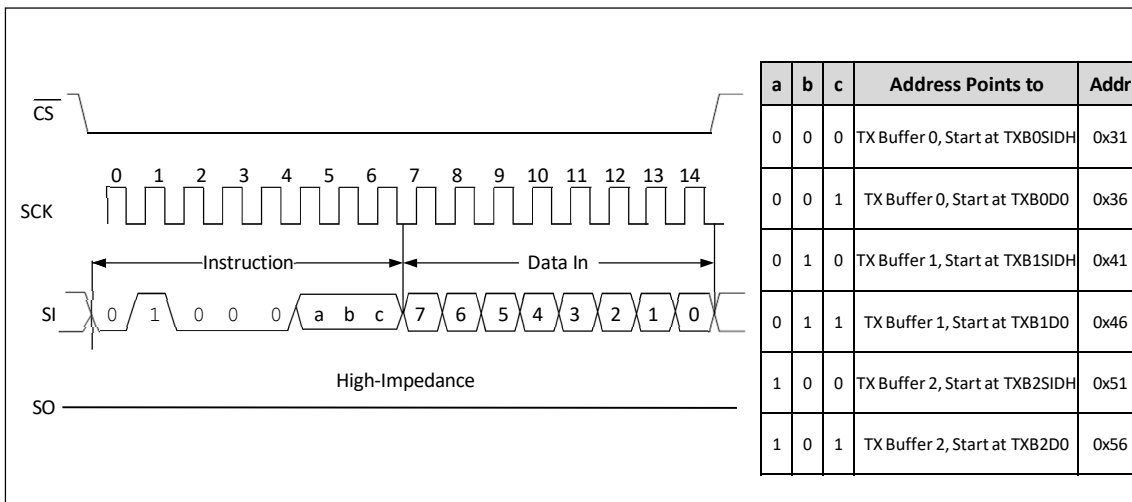 CS
0 1 2 3 4 5 6 7 8 9 10 11 12 13 14
SCK
Instruction Data In
SI 0 1 0 0 0 a b c 7 6 5 4 3 2 1 0
High-Impedance
SO
a b c Address Points to Addr
0 0 0 TX Buffer 0, Start at TXB0SIDH 0x31
0 0 1 TX Buffer 0, Start at TXB0D0 0x36
0 1 0 TX Buffer 1, Start at TXB1SIDH 0x41
0 1 1 TX Buffer 1, Start at TXB1D0 0x46
1 0 0 TX Buffer 2, Start at TXB2SIDH 0x51
1 0 1 TX Buffer 2, Start at TXB2D0 0x56